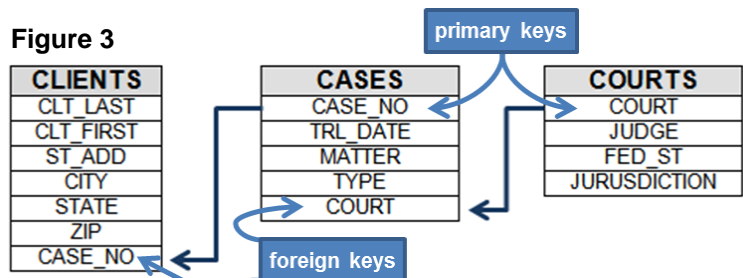 primary keys
Figure 3
CLIENTS
CLT_LAST
CLT_FIRST
ST_ADD
CITY
STATE
ZIP
CASE_NO
CASES
CASE_NO
TRL_DATE
MATTER
TYPE
COURT
COURTS
COURT
JUDGE
FED_ST
JURUSDICTION
foreign keys